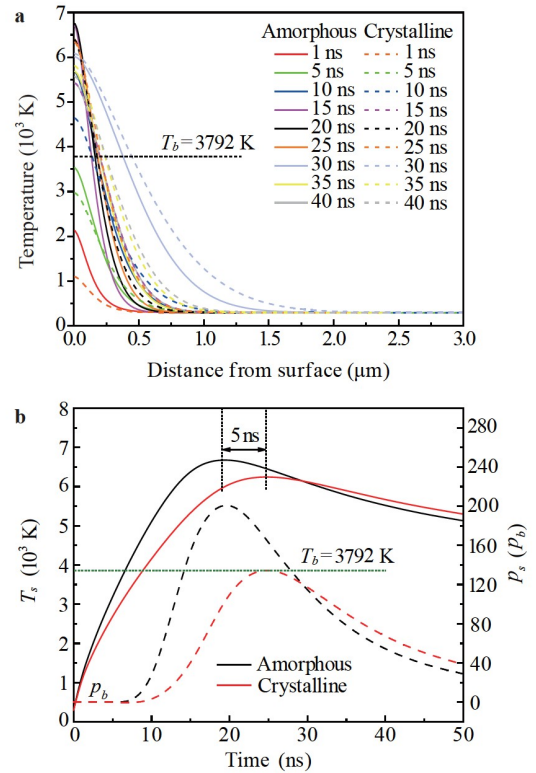 a
Amorphous Crystalline
1 ns 1 ns
5 ns 5 ns
10 ns 10 ns
15 ns 15 ns
20 ns 20 ns
25 ns 25 ns
30 ns 30 ns
35 ns 35 ns
40 ns 40 ns
T_b=3792 K
Temperature (10³ K)
7
6
5
4
3
2
1
0
0.0 0.5 1.0 1.5 2.0 2.5 3.0
Distance from surface (μm)
b
5 ns
T_b=3792 K
T_s (10³ K)
8
7
6
5
4
3
2
1
0
p_s (p_b)
280
240
200
160
120
80
40
0
p_b
Amorphous
Crystalline
0 10 20 30 40 50
Time (ns)